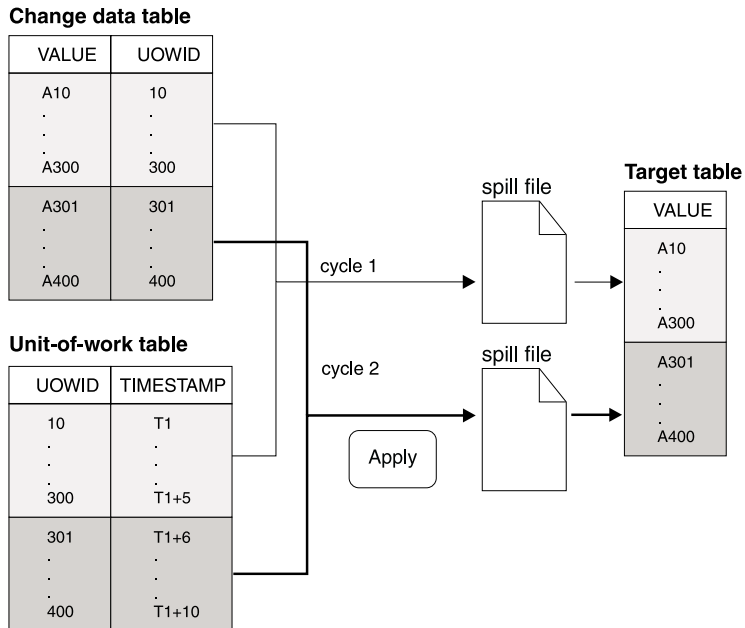 Change data table
VALUE UOWID
A10 10
. .
. .
. .
A300 300
A301 301
. .
. .
. .
A400 400
Unit-of-work table
UOWID TIMESTAMP
10 T1
. .
. .
. .
300 T1+5
301 T1+6
. .
. .
. .
400 T1+10
cycle 1
cycle 2
Apply
spill file
spill file
Target table
VALUE
A10
.
.
.
A300
A301
.
.
.
A400